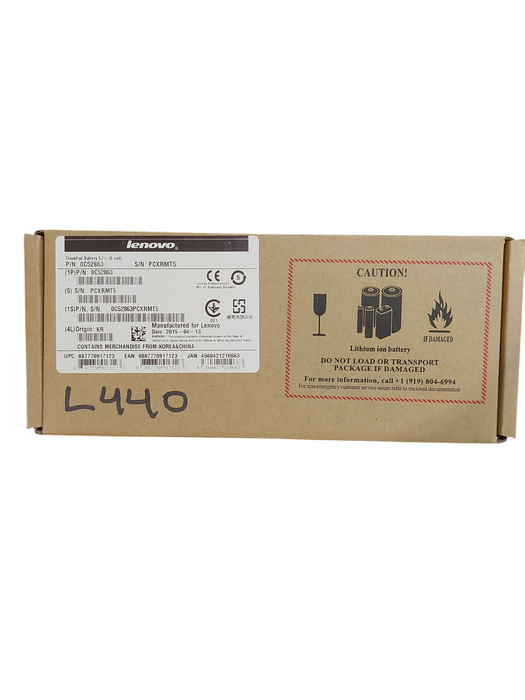 lenovo
ThinkPad Battery 57+ (6 cell)
P/N: 0C52863 S/N: PCXRMT5
(1P)P/N: 0C52863
(S) S/N: PCXRMT5
(1S)P/N, S/N: 0C52863PCXRMT5
(4L)Origin: KR
Manufactured for Lenovo
Date: 2015-04-13
CONTAINS MERCHANDISE FROM KOREA&CHINA
UPC 887770917123 EAN: 0887770917123 JAN: 4560421210663
L440
CAUTION!
IF DAMAGED
Lithium ion battery
DO NOT LOAD OR TRANSPORT
PACKAGE IF DAMAGED
For more information, call +1 (919) 804-6994
For non-emergency customer service issues refer to enclosed documentation